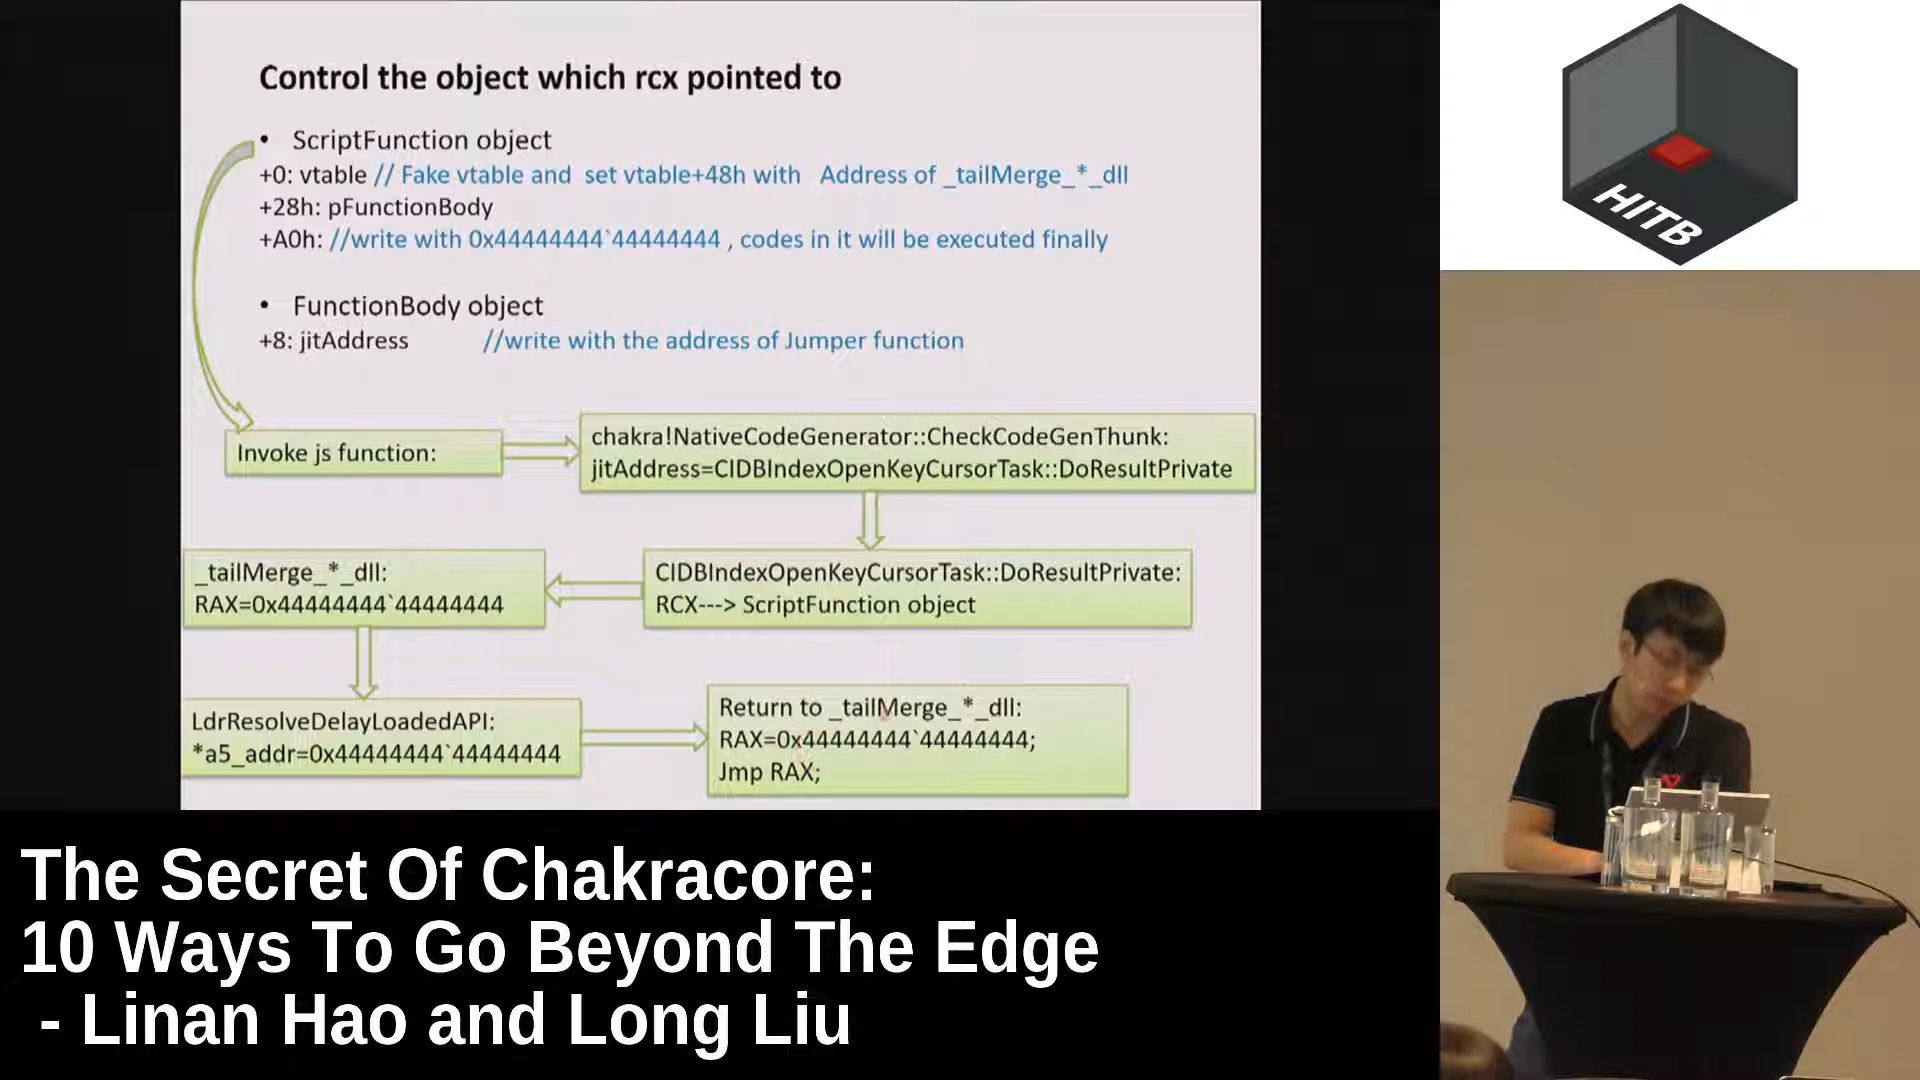 Control the object which rcx pointed to
• ScriptFunction object
+0: vtable // Fake vtable and set vtable+48h with Address of _tailMerge_*_dll
+28h: pFunctionBody
+A0h: //write with 0x44444444`44444444 , codes in it will be executed finally
• FunctionBody object
+8: jitAddress //write with the address of Jumper function
Invoke js function:
chakra!NativeCodeGenerator::CheckCodeGenThunk:
jitAddress=CIDBIndexOpenKeyCursorTask::DoResultPrivate
_tailMerge_*_dll:
RAX=0x44444444`44444444
CIDBIndexOpenKeyCursorTask::DoResultPrivate:
RCX---> ScriptFunction object
LdrResolveDelayLoadedAPI:
*a5_addr=0x44444444`44444444
Return to _tailMerge_*_dll:
RAX=0x44444444`44444444;
Jmp RAX;
HITB
The Secret Of Chakracore:
10 Ways To Go Beyond The Edge
- Linan Hao and Long Liu